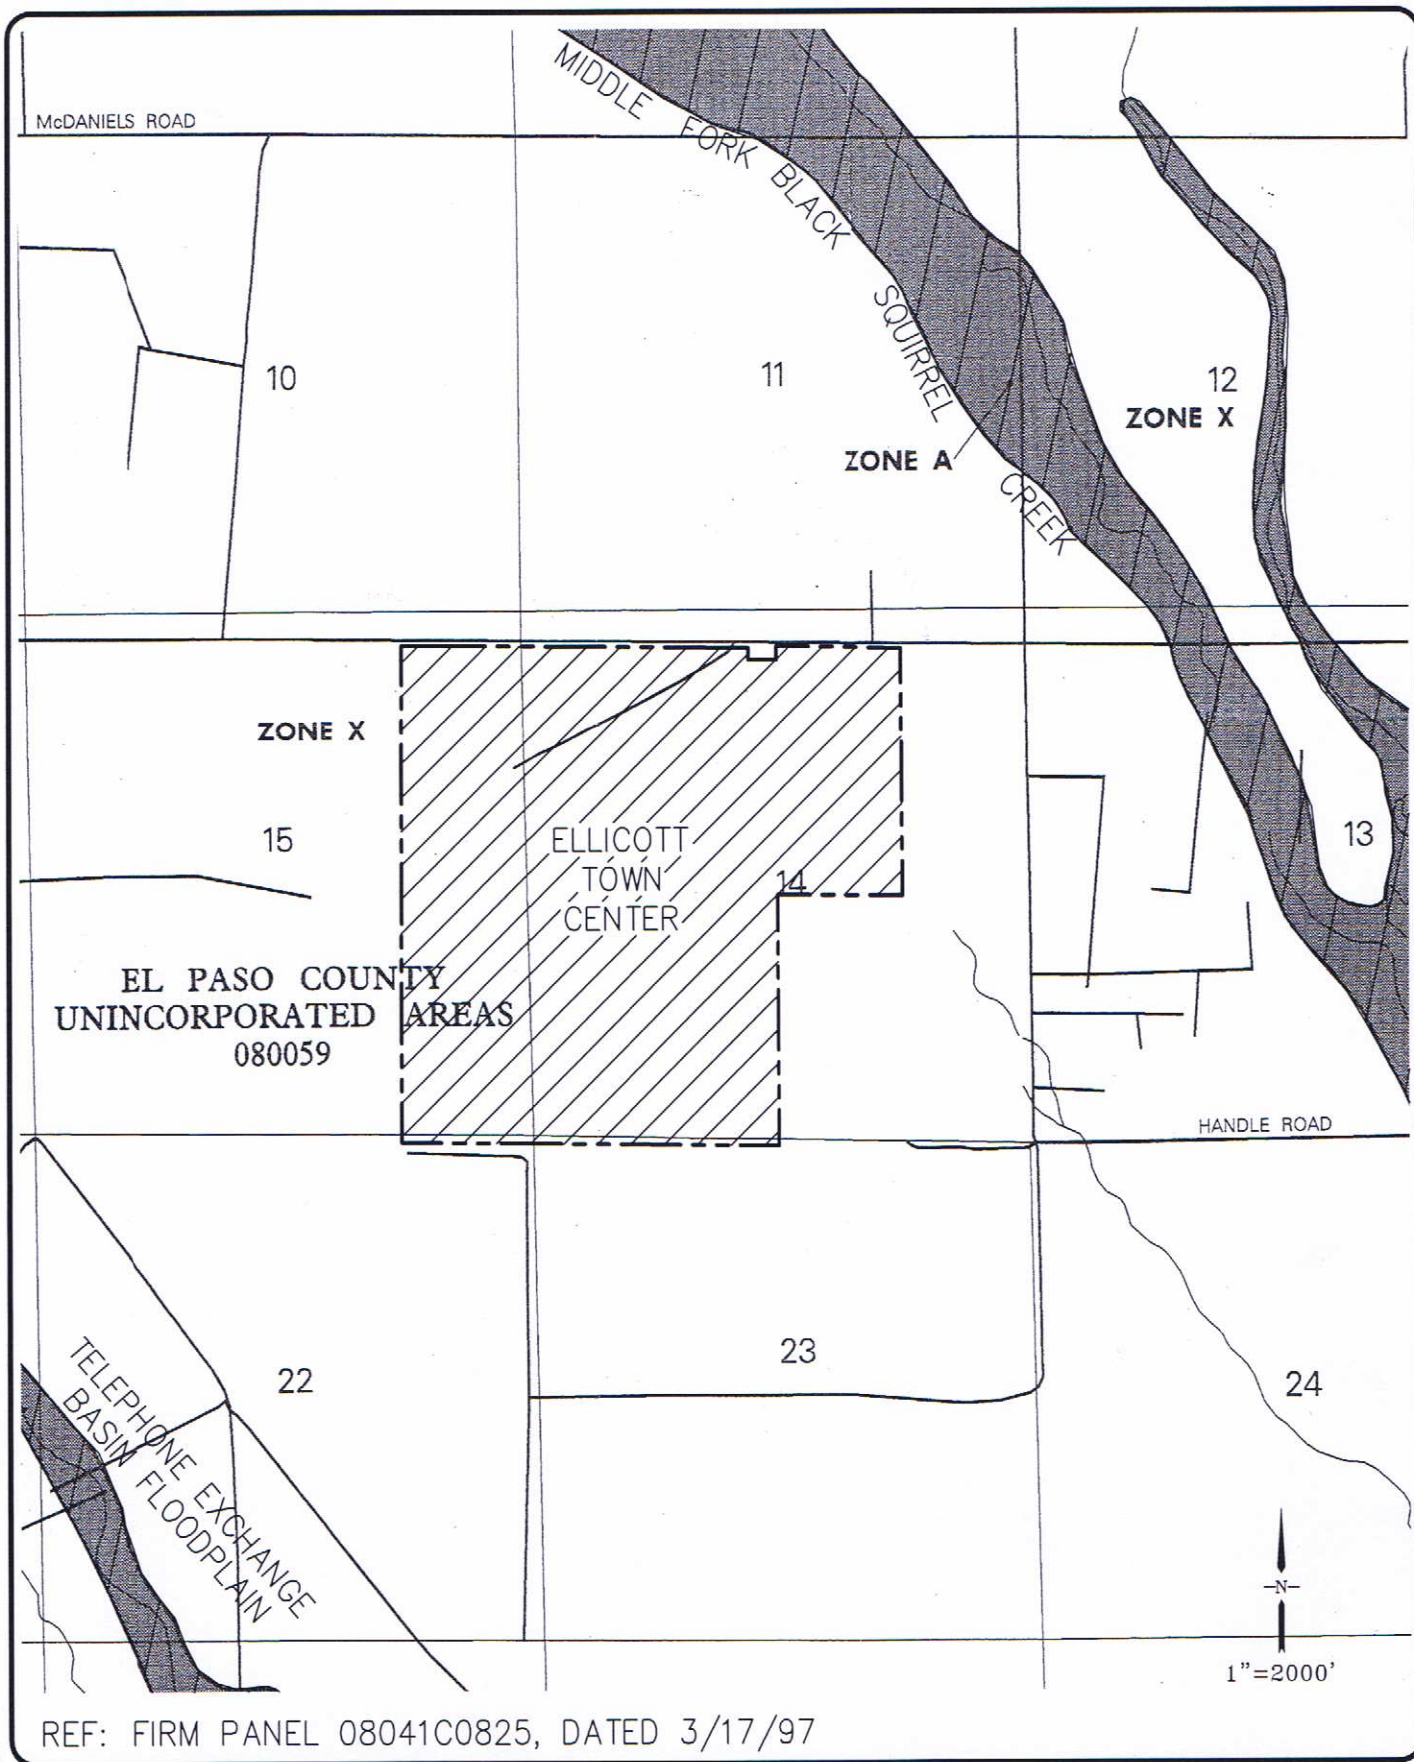 McDANIELS ROAD
MIDDLE FORK BLACK SQUIRREL CREEK
10
11
12
ZONE X
ZONE A
ZONE X
15
ELLICOTT
TOWN
CENTER
14
13
EL PASO COUNTY
UNINCORPORATED AREAS
080059
HANDLE ROAD
22
23
24
TELEPHONE EXCHANGE
BASIN FLOODPLAIN
-N-
1"=2000'
REF: FIRM PANEL 08041C0825, DATED 3/17/97